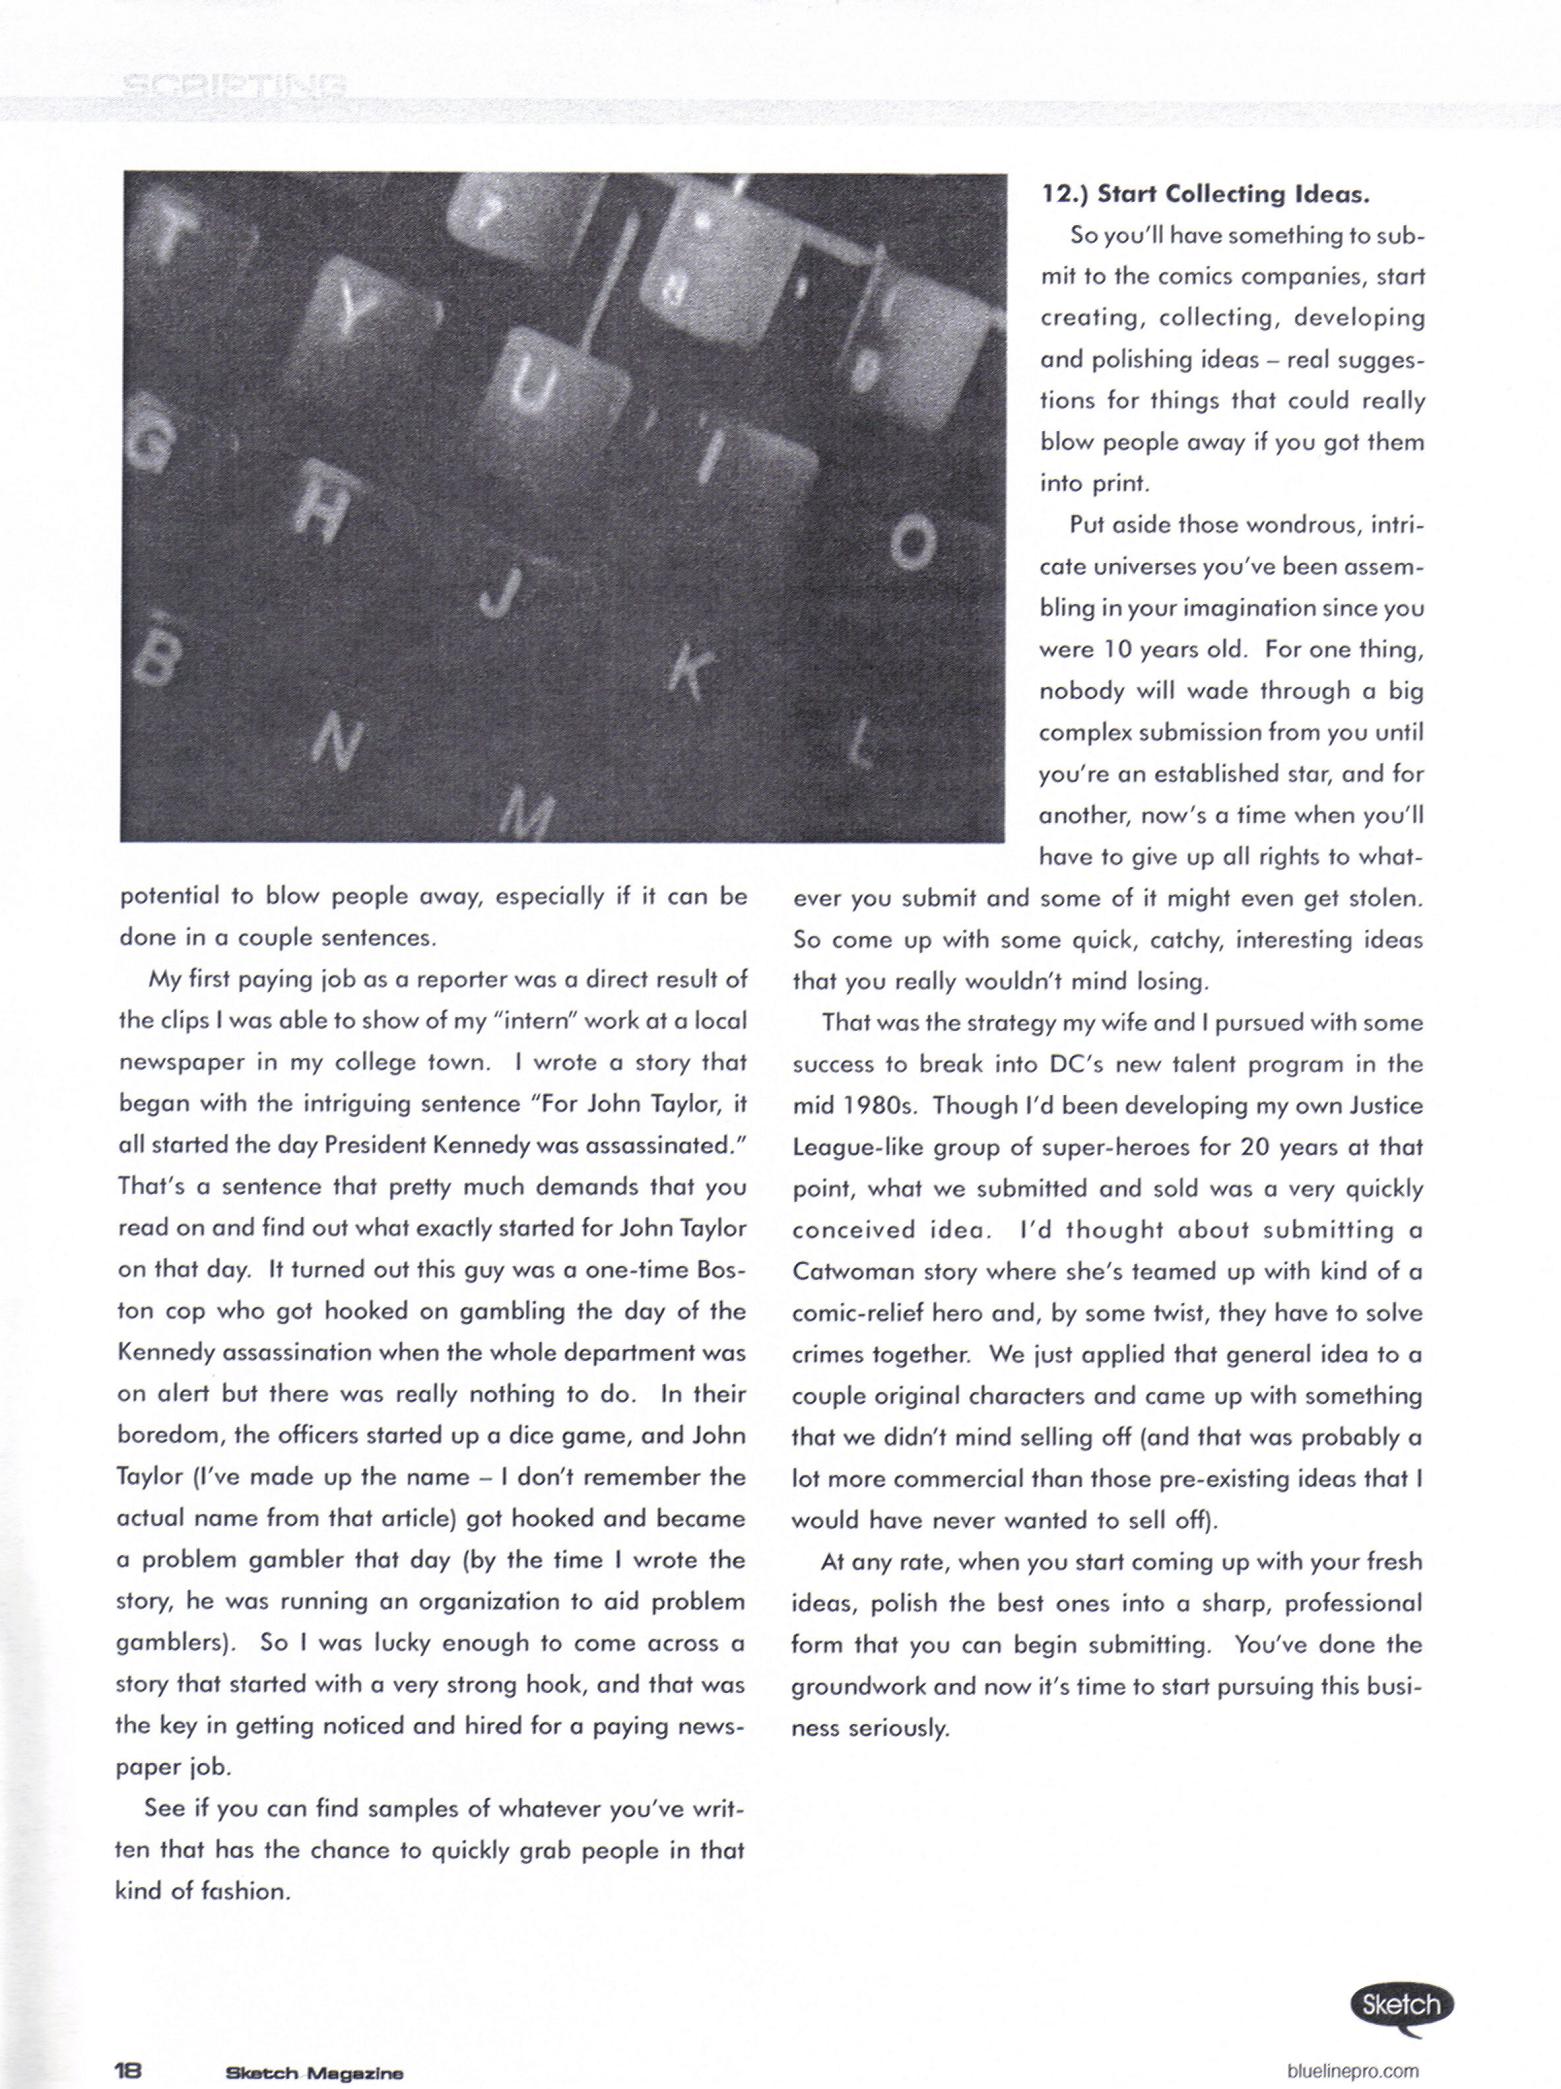 SCRIPTING
T
Y
U
8
I
O
G
H
J
K
L
B
N
M
potential to blow people away, especially if it can be
done in a couple sentences.
My first paying job as a reporter was a direct result of
the clips I was able to show of my "intern" work at a local
newspaper in my college town. I wrote a story that
began with the intriguing sentence "For John Taylor, it
all started the day President Kennedy was assassinated."
That's a sentence that pretty much demands that you
read on and find out what exactly started for John Taylor
on that day. It turned out this guy was a one-time Bos-
ton cop who got hooked on gambling the day of the
Kennedy assassination when the whole department was
on alert but there was really nothing to do. In their
boredom, the officers started up a dice game, and John
Taylor (I've made up the name – I don't remember the
actual name from that article) got hooked and became
a problem gambler that day (by the time I wrote the
story, he was running an organization to aid problem
gamblers). So I was lucky enough to come across a
story that started with a very strong hook, and that was
the key in getting noticed and hired for a paying news-
paper job.
See if you can find samples of whatever you've writ-
ten that has the chance to quickly grab people in that
kind of fashion.
12.) Start Collecting Ideas.
So you'll have something to sub-
mit to the comics companies, start
creating, collecting, developing
and polishing ideas – real sugges-
tions for things that could really
blow people away if you got them
into print.
Put aside those wondrous, intri-
cate universes you've been assem-
bling in your imagination since you
were 10 years old. For one thing,
nobody will wade through a big
complex submission from you until
you're an established star, and for
another, now's a time when you'll
have to give up all rights to what-
ever you submit and some of it might even get stolen.
So come up with some quick, catchy, interesting ideas
that you really wouldn't mind losing.
That was the strategy my wife and I pursued with some
success to break into DC's new talent program in the
mid 1980s. Though I'd been developing my own Justice
League-like group of super-heroes for 20 years at that
point, what we submitted and sold was a very quickly
conceived idea. I'd thought about submitting a
Catwoman story where she's teamed up with kind of a
comic-relief hero and, by some twist, they have to solve
crimes together. We just applied that general idea to a
couple original characters and came up with something
that we didn't mind selling off (and that was probably a
lot more commercial than those pre-existing ideas that I
would have never wanted to sell off).
At any rate, when you start coming up with your fresh
ideas, polish the best ones into a sharp, professional
form that you can begin submitting. You've done the
groundwork and now it's time to start pursuing this busi-
ness seriously.
Sketch
18 Sketch Magazine
bluelinepro.com